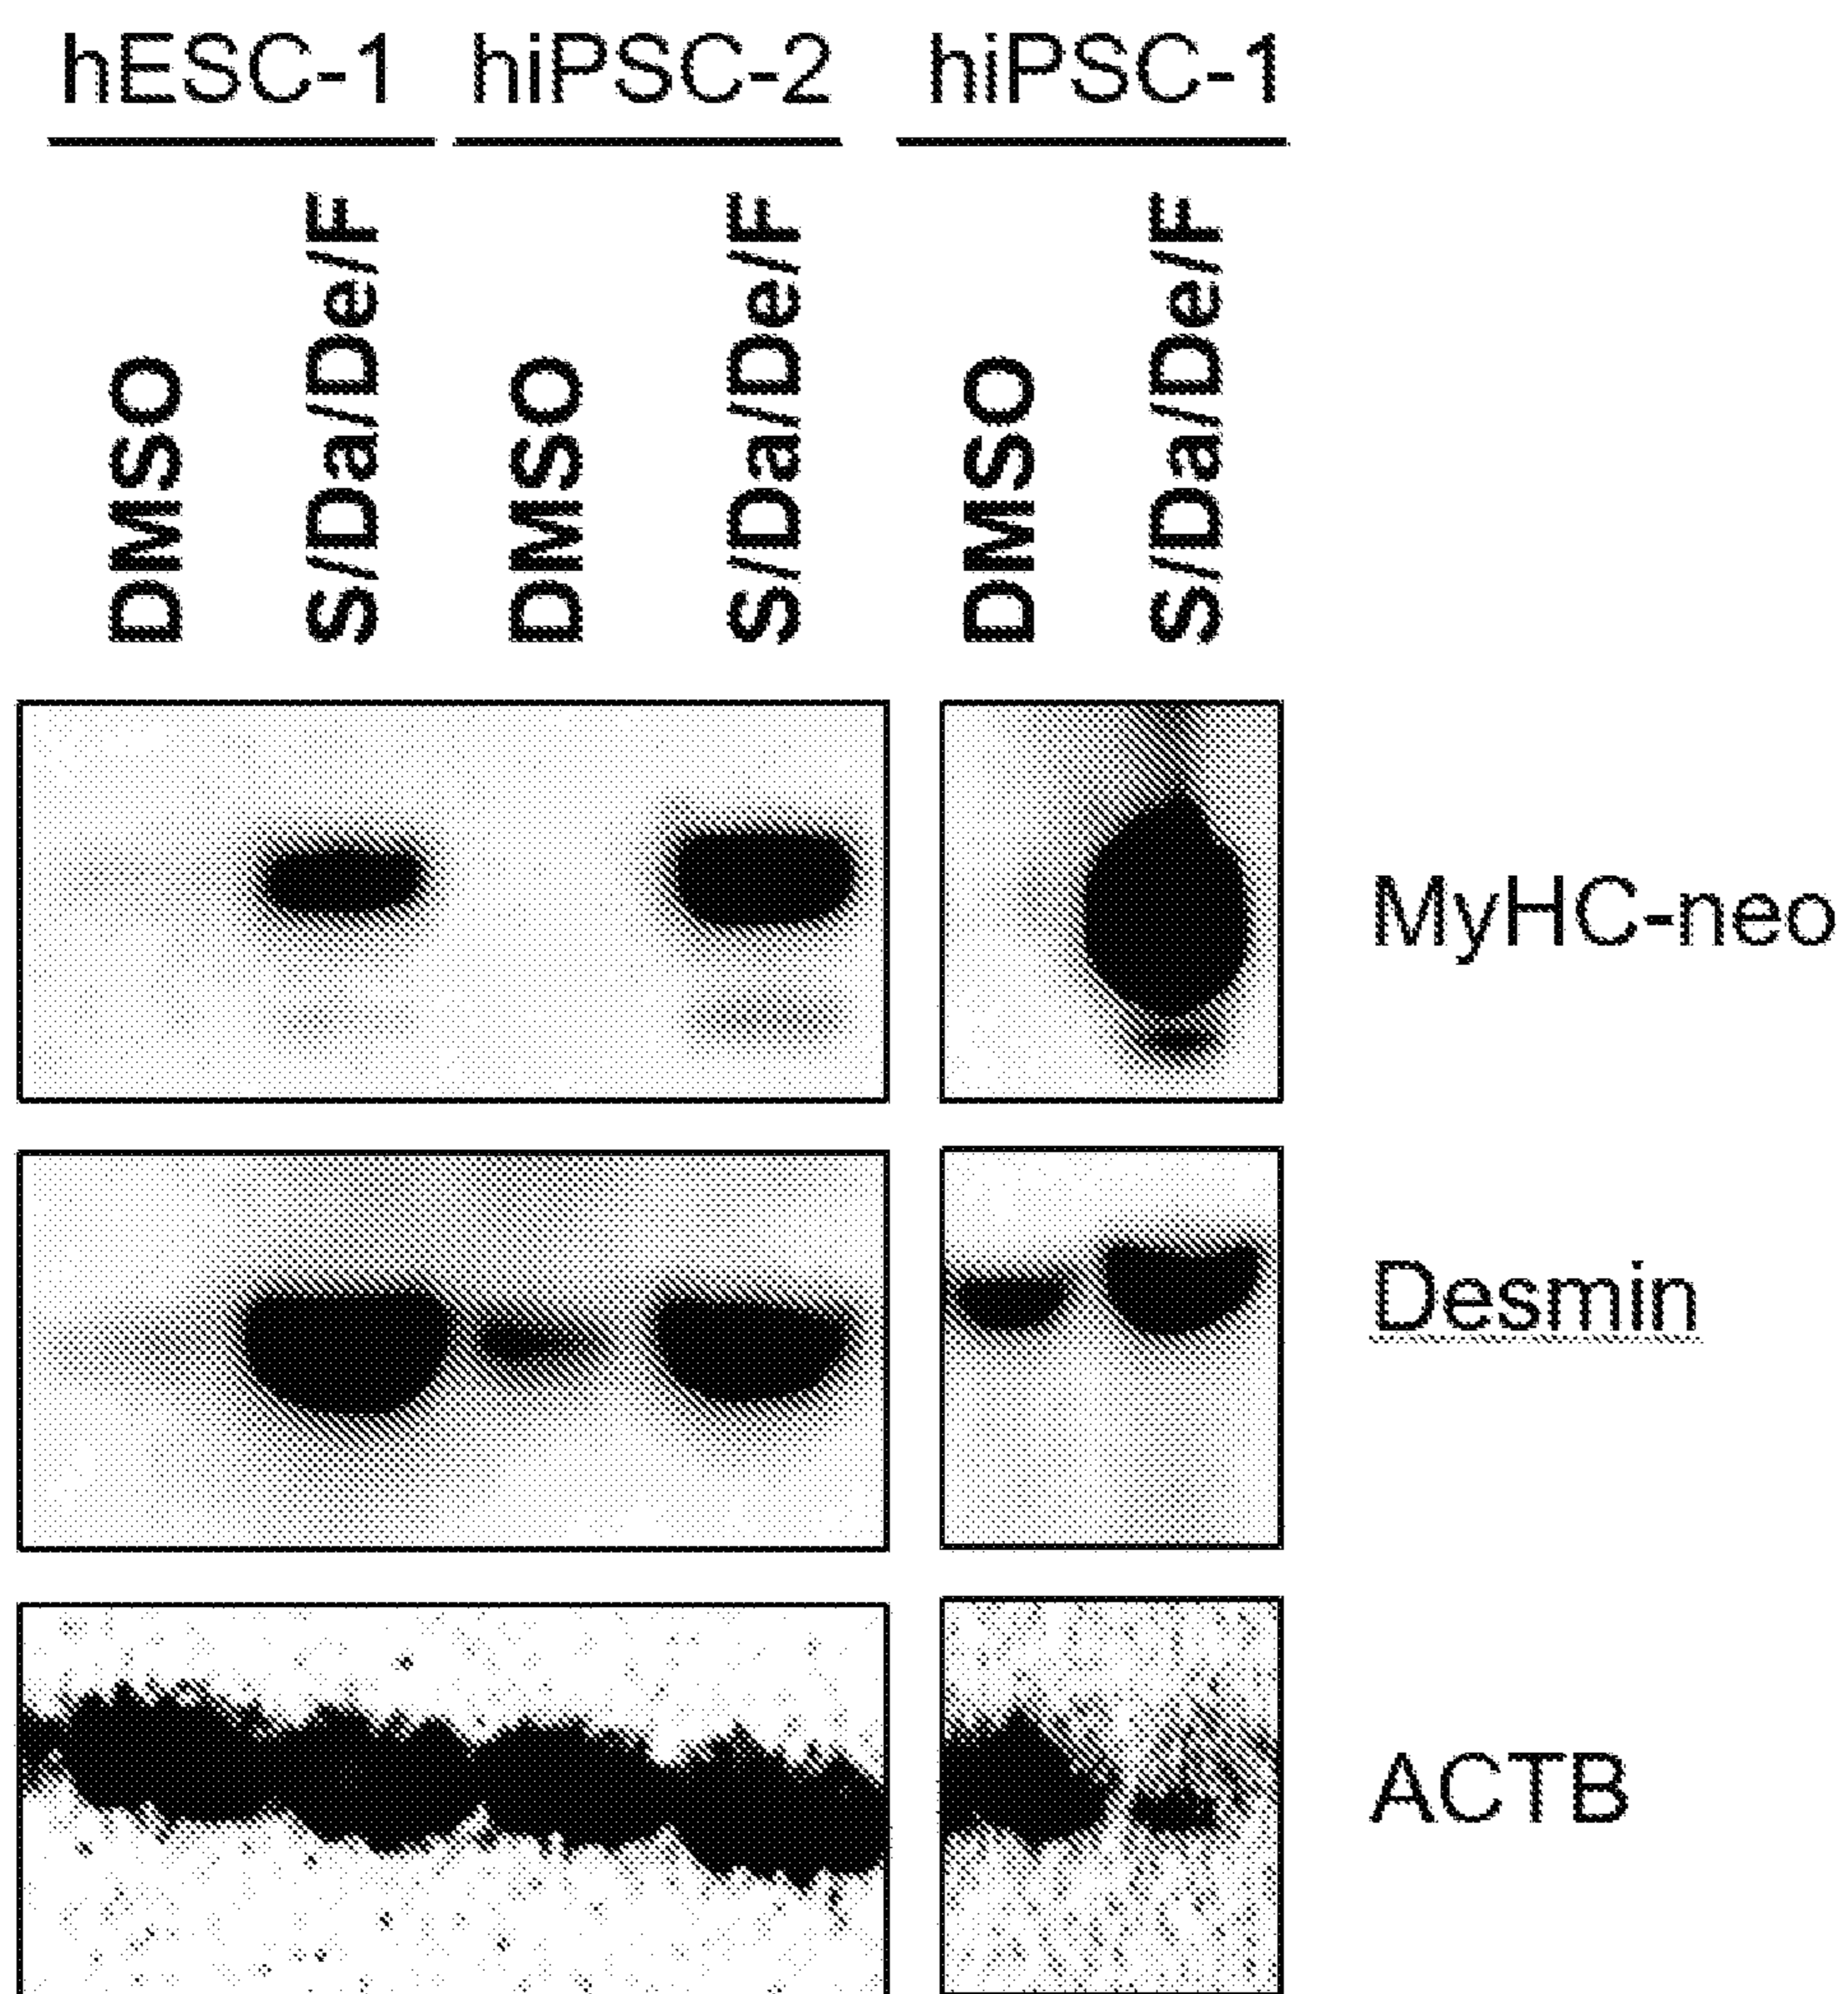 hESC-1 hiPSC-2 hiPSC-1
DMSO S/Da/De/F DMSO S/Da/De/F DMSO S/Da/De/F
MyHC-neo
Desmin
ACTB